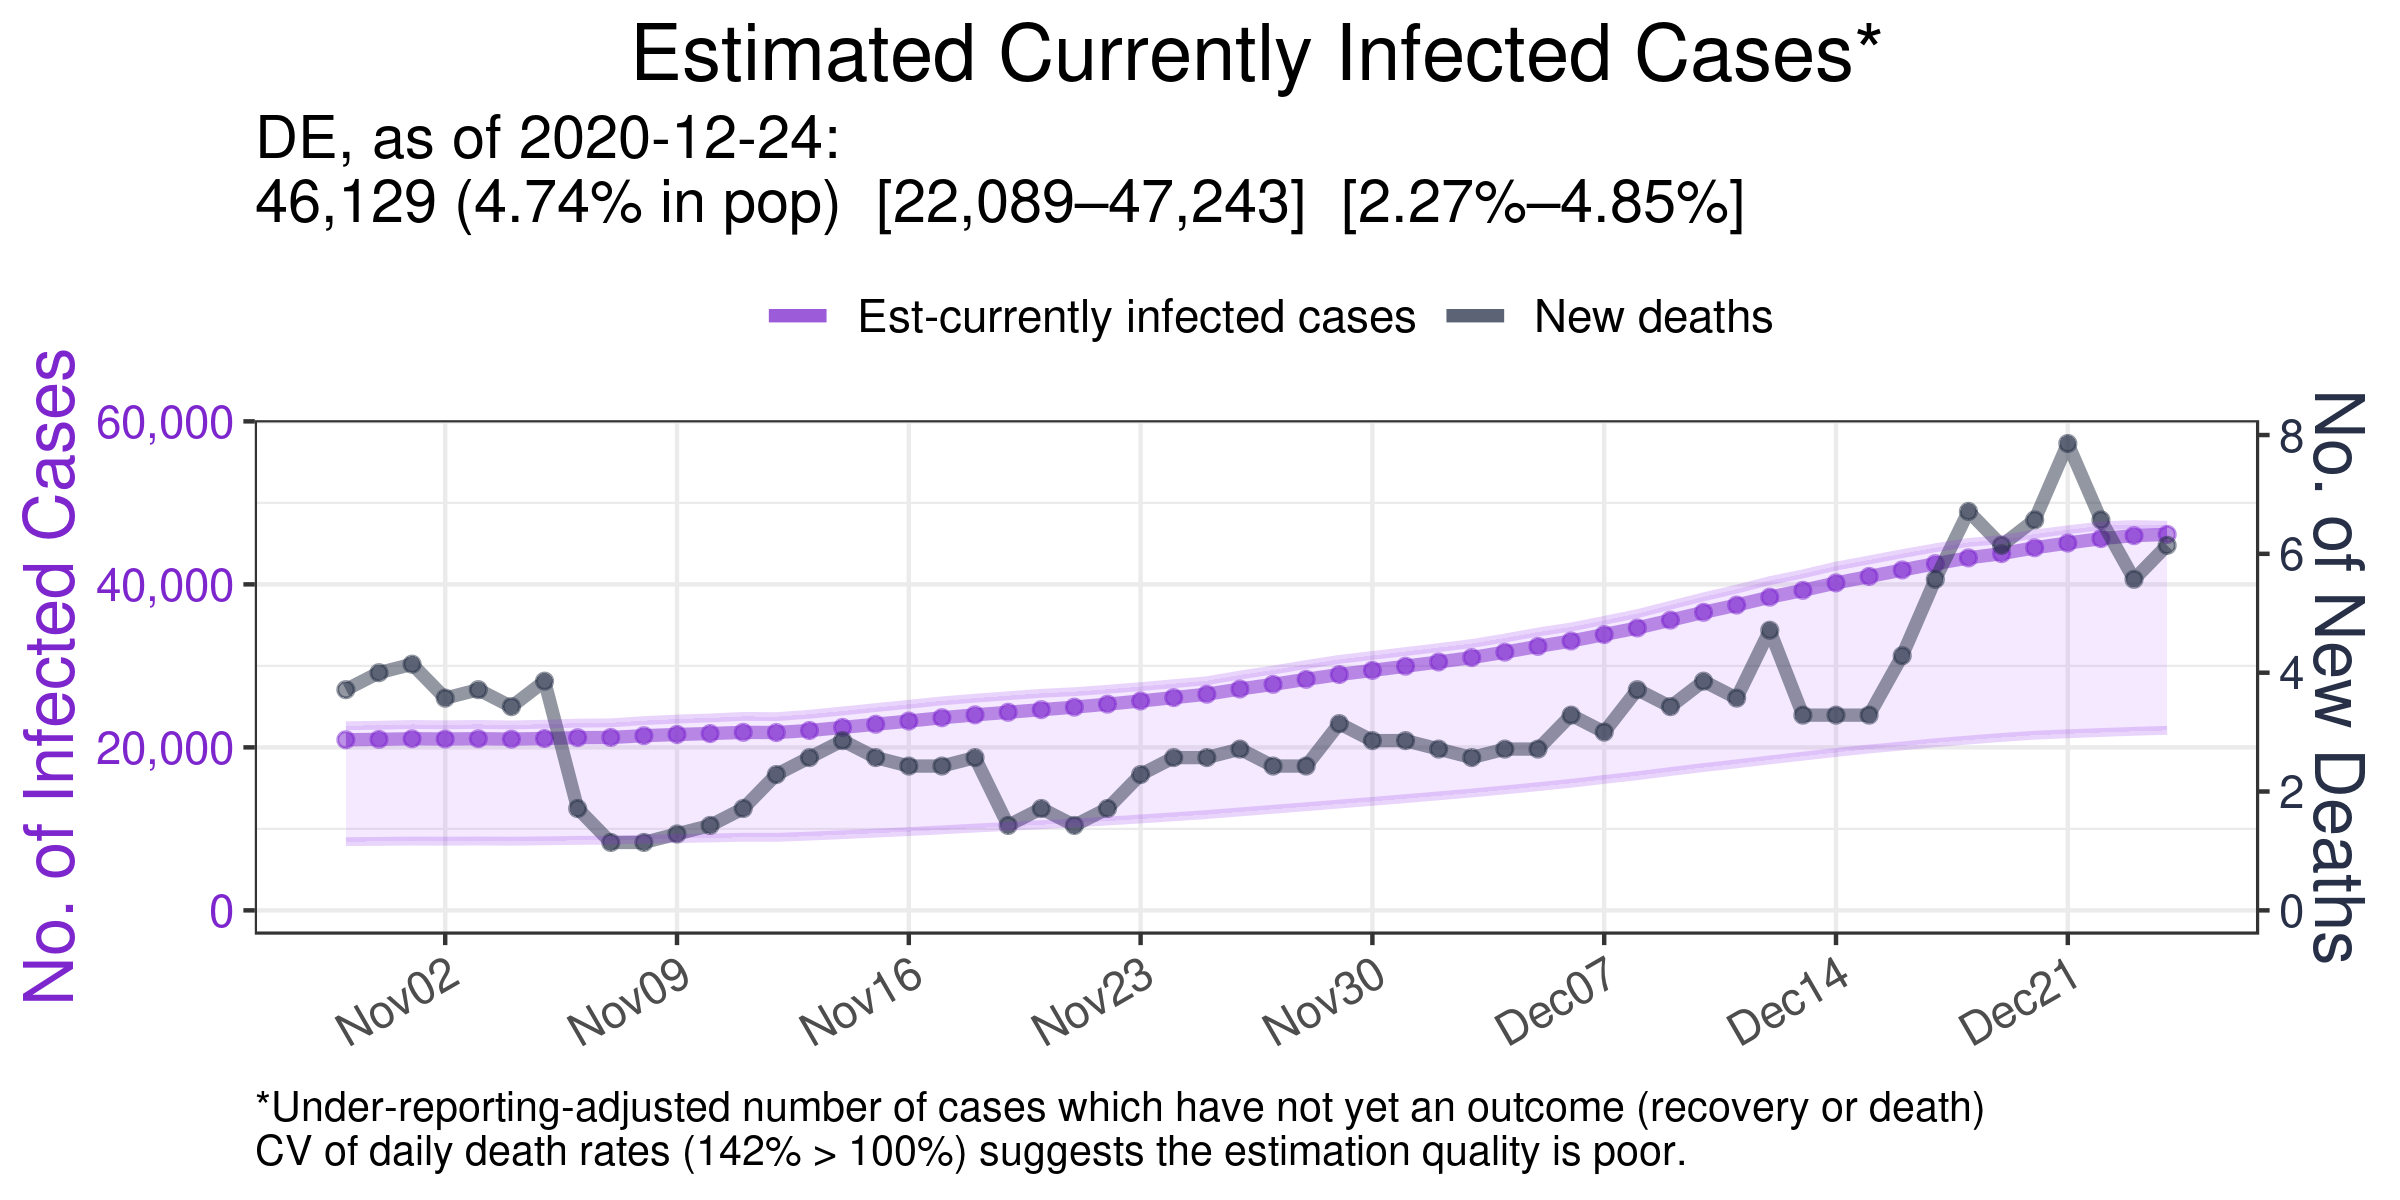 Estimated Currently Infected Cases*
DE, as of 2020-12-24:
46,129 (4.74% in pop)  [22,089–47,243]  [2.27%–4.85%]
Est-currently infected cases
New deaths
No. of Infected Cases
60,000
40,000
20,000
0
No. of New Deaths
8
6
4
2
0
Nov02
Nov09
Nov16
Nov23
Nov30
Dec07
Dec14
Dec21
*Under-reporting-adjusted number of cases which have not yet an outcome (recovery or death)
CV of daily death rates (142% > 100%) suggests the estimation quality is poor.